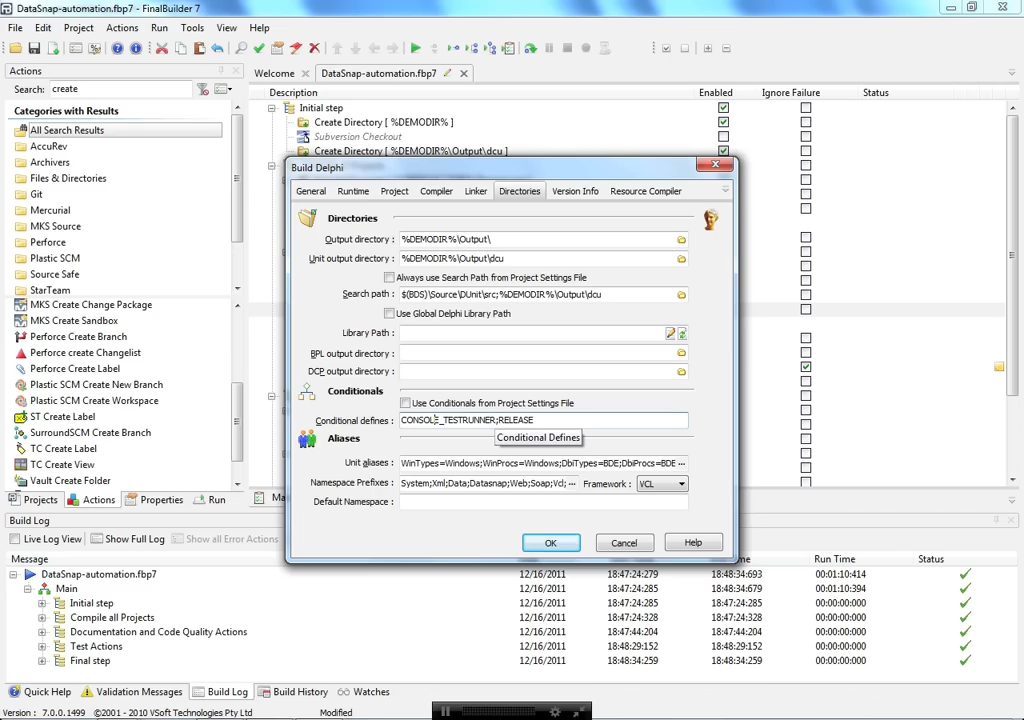 DataSnap-automation.fbp7 - FinalBuilder 7
File Edit Project Actions Run Tools View Help
Actions
Search: create
Categories with Results
All Search Results
AccuRev
Archivers
Files & Directories
Git
Mercurial
MKS Source
Perforce
Plastic SCM
Source Safe
StarTeam
MKS Create Change Package
MKS Create Sandbox
Perforce Create Branch
Perforce create Changelist
Perforce Create Label
Plastic SCM Create New Branch
Plastic SCM Create Workspace
ST Create Label
SurroundSCM Create Branch
TC Create Label
TC Create View
Vault Create Folder
Projects Actions Properties Run
Welcome DataSnap-automation.fbp7
Description Enabled Ignore Failure Status
Initial step
Create Directory [ %DEMODIR% ]
Subversion Checkout
Create Directory [ %DEMODIR%\Output\dcu ]
Build Delphi
General Runtime Project Compiler Linker Directories Version Info Resource Compiler
Directories
Output directory : %DEMODIR%\Output\
Unit output directory : %DEMODIR%\Output\dcu
Always use Search Path from Project Settings File
Search path : $(BDS)\Source\DUnit\src;%DEMODIR%\Output\dcu
Use Global Delphi Library Path
Library Path :
BPL output directory :
DCP output directory :
Conditionals
Use Conditionals from Project Settings File
Conditional defines : CONSOLE_TESTRUNNER;RELEASE
Conditional Defines
Aliases
Unit aliases : WinTypes=Windows;WinProcs=Windows;DbiTypes=BDE;DbiProcs=BDE ...
Namespace Prefixes : System;Xml;Data;Datasnap;Web;Soap;Vcl; ... Framework : VCL
Default Namespace :
OK Cancel Help
Build Log
Live Log View Show Full Log Show all Error Actions
Message Run Time Status
DataSnap-automation.fbp7 12/16/2011 18:47:24:279 18:48:34:693 00:01:10:414
Main 12/16/2011 18:47:24:285 18:48:34:679 00:01:10:394
Initial step 12/16/2011 18:47:24:285 18:47:24:285 00:00:00:000
Compile all Projects 12/16/2011 18:47:24:328 18:47:24:328 00:00:00:000
Documentation and Code Quality Actions 12/16/2011 18:47:44:204 18:47:44:204 00:00:00:000
Test Actions 12/16/2011 18:48:29:152 18:48:29:152 00:00:00:000
Final step 12/16/2011 18:48:34:259 18:48:34:259 00:00:00:000
Quick Help Validation Messages Build Log Build History Watches
Version : 7.0.0.1499 ©2001 - 2010 VSoft Technologies Pty Ltd Modified